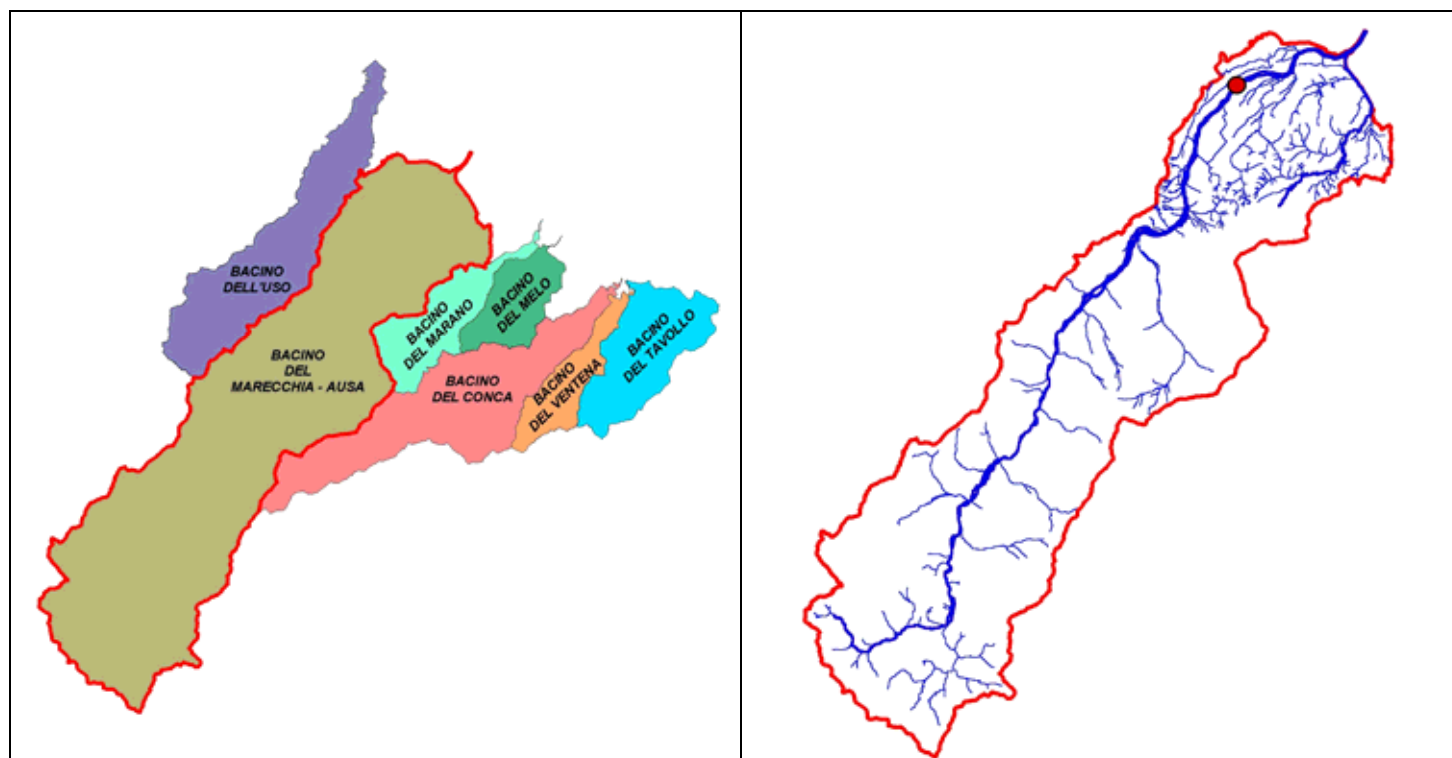 BACINO
DELL'USO
BACINO
DEL
MARECCHIA - AUSA
BACINO
DEL MARANO
BACINO
DEL MELO
BACINO
DEL CONCA
BACINO
DEL VENTENA
BACINO
DEL TAVOLLO